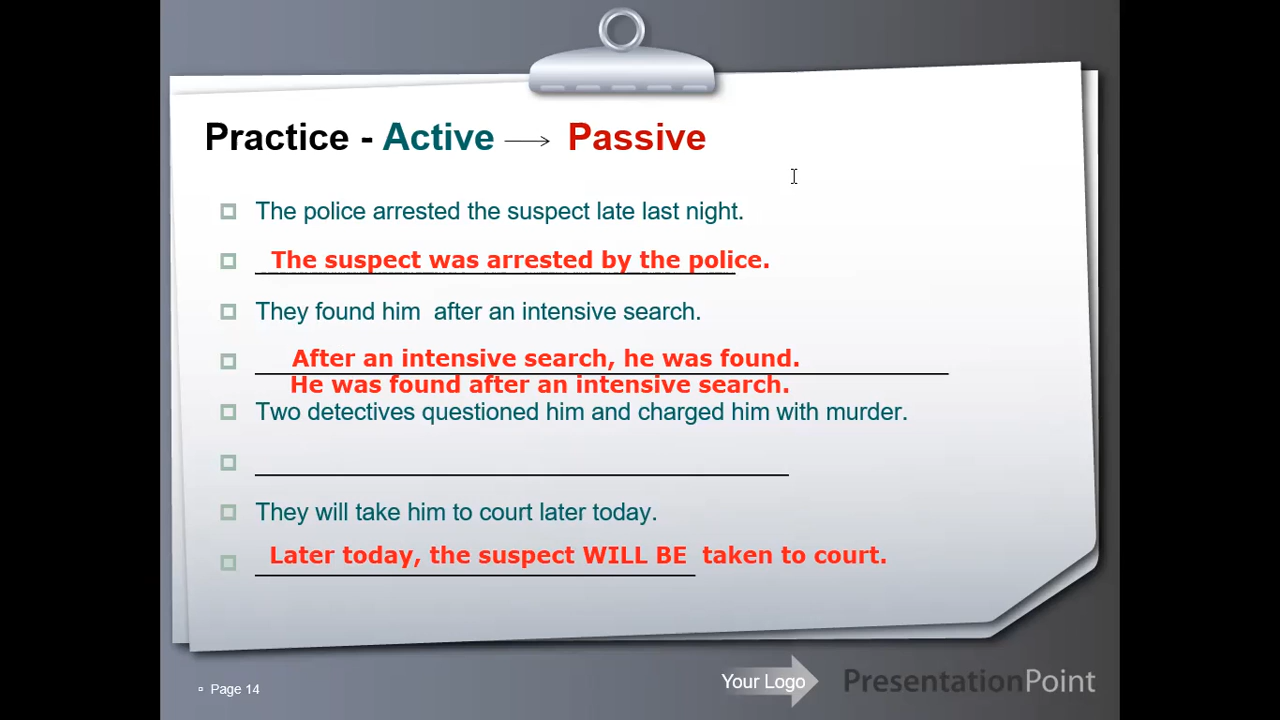 Practice - Active → Passive
The police arrested the suspect late last night.
The suspect was arrested by the police.
They found him after an intensive search.
After an intensive search, he was found.
He was found after an intensive search.
Two detectives questioned him and charged him with murder.
They will take him to court later today.
Later today, the suspect WILL BE taken to court.
Page 14
Your Logo
PresentationPoint